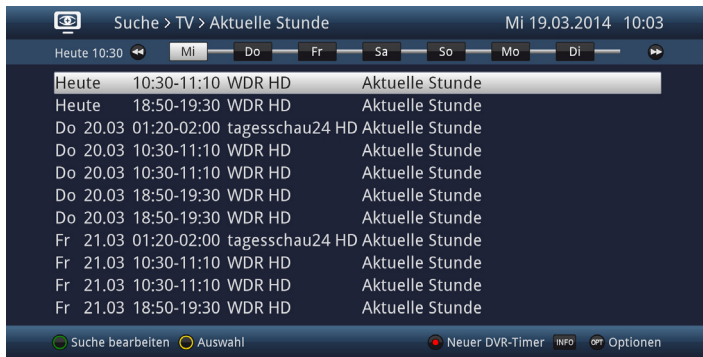 Suche > TV > Aktuelle Stunde Mi 19.03.2014 10:03
Heute 10:30 Mi Do Fr Sa So Mo Di
Heute 10:30-11:10 WDR HD Aktuelle Stunde
Heute 18:50-19:30 WDR HD Aktuelle Stunde
Do 20.03 01:20-02:00 tagesschau24 HD Aktuelle Stunde
Do 20.03 10:30-11:10 WDR HD Aktuelle Stunde
Do 20.03 10:30-11:10 WDR HD Aktuelle Stunde
Do 20.03 18:50-19:30 WDR HD Aktuelle Stunde
Do 20.03 18:50-19:30 WDR HD Aktuelle Stunde
Fr 21.03 01:20-02:00 tagesschau24 HD Aktuelle Stunde
Fr 21.03 10:30-11:10 WDR HD Aktuelle Stunde
Fr 21.03 10:30-11:10 WDR HD Aktuelle Stunde
Fr 21.03 18:50-19:30 WDR HD Aktuelle Stunde
Suche bearbeiten Auswahl Neuer DVR-Timer INFO OPT Optionen